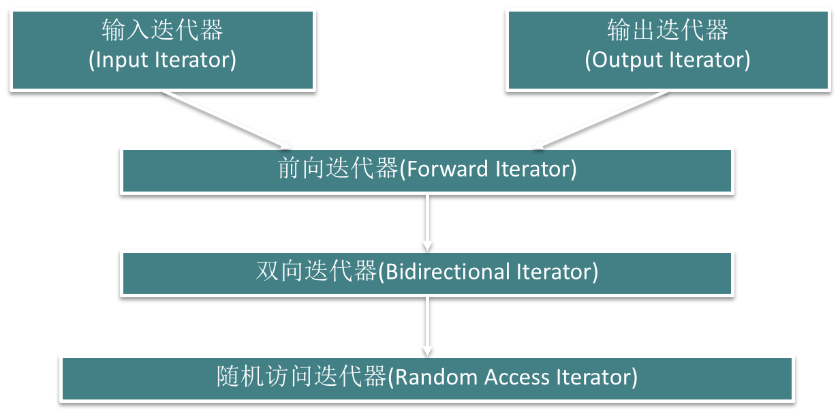 输入迭代器
(Input Iterator)
输出迭代器
(Output Iterator)
前向迭代器(Forward Iterator)
双向迭代器(Bidirectional Iterator)
随机访问迭代器(Random Access Iterator)